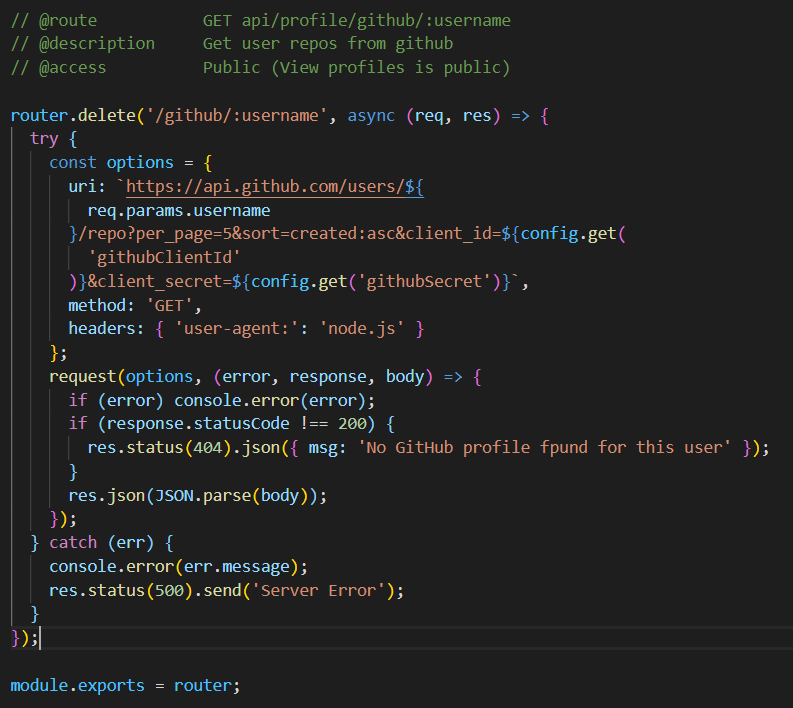 // @route           GET api/profile/github/:username
// @description     Get user repos from github
// @access          Public (View profiles is public)
router.delete('/github/:username', async (req, res) => {
  try {
    const options = {
      uri: `https://api.github.com/users/${
        req.params.username
      }/repo?per_page=5&sort=created:asc&client_id=${config.get(
        'githubClientId'
      )}&client_secret=${config.get('githubSecret')}`,
      method: 'GET',
      headers: { 'user-agent:': 'node.js' }
    };
    request(options, (error, response, body) => {
      if (error) console.error(error);
      if (response.statusCode !== 200) {
        res.status(404).json({ msg: 'No GitHub profile fpund for this user' });
      }
      res.json(JSON.parse(body));
    });
  } catch (err) {
    console.error(err.message);
    res.status(500).send('Server Error');
  }
});
module.exports = router;